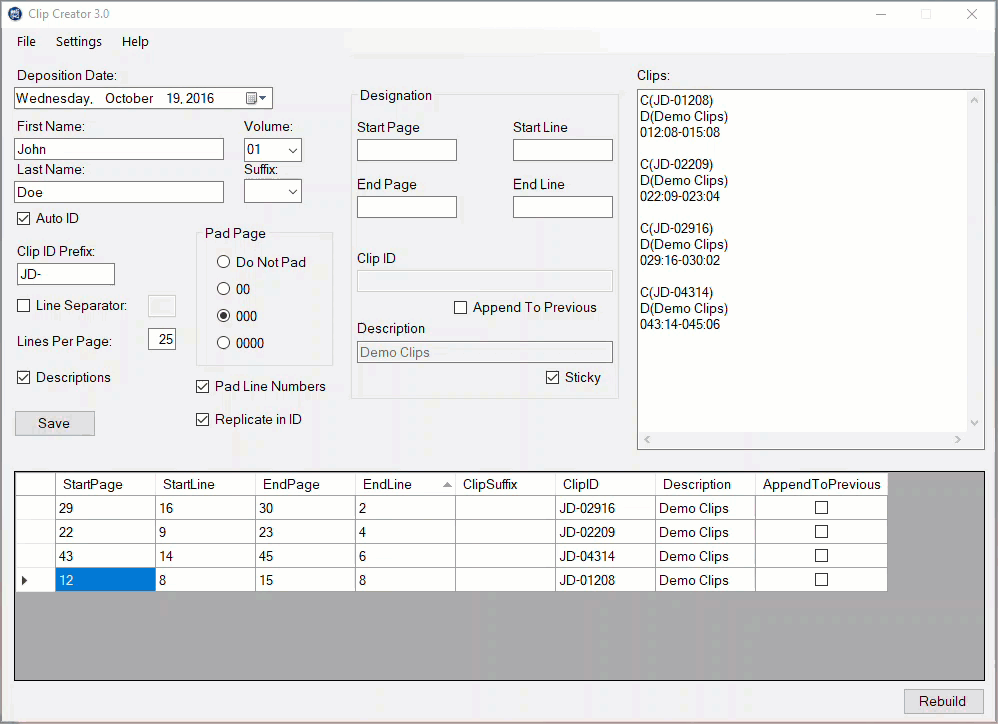 Clip Creator 3.0
File Settings Help
Deposition Date:
Wednesday, October 19, 2016
First Name:
John
Volume:
01
Last Name:
Doe
Suffix:
Auto ID
Clip ID Prefix:
JD-
Line Separator:
Lines Per Page:
25
Descriptions
Save
Pad Page
Do Not Pad
00
000
0000
Pad Line Numbers
Replicate in ID
Designation
Start Page Start Line
End Page End Line
Clip ID
Append To Previous
Description
Demo Clips
Sticky
Clips:
C(JD-01208)
D(Demo Clips)
012:08-015:08
C(JD-02209)
D(Demo Clips)
022:09-023:04
C(JD-02916)
D(Demo Clips)
029:16-030:02
C(JD-04314)
D(Demo Clips)
043:14-045:06
StartPage StartLine EndPage EndLine ClipSuffix ClipID Description AppendToPrevious
29 16 30 2 JD-02916 Demo Clips
22 9 23 4 JD-02209 Demo Clips
43 14 45 6 JD-04314 Demo Clips
12 8 15 8 JD-01208 Demo Clips
Rebuild